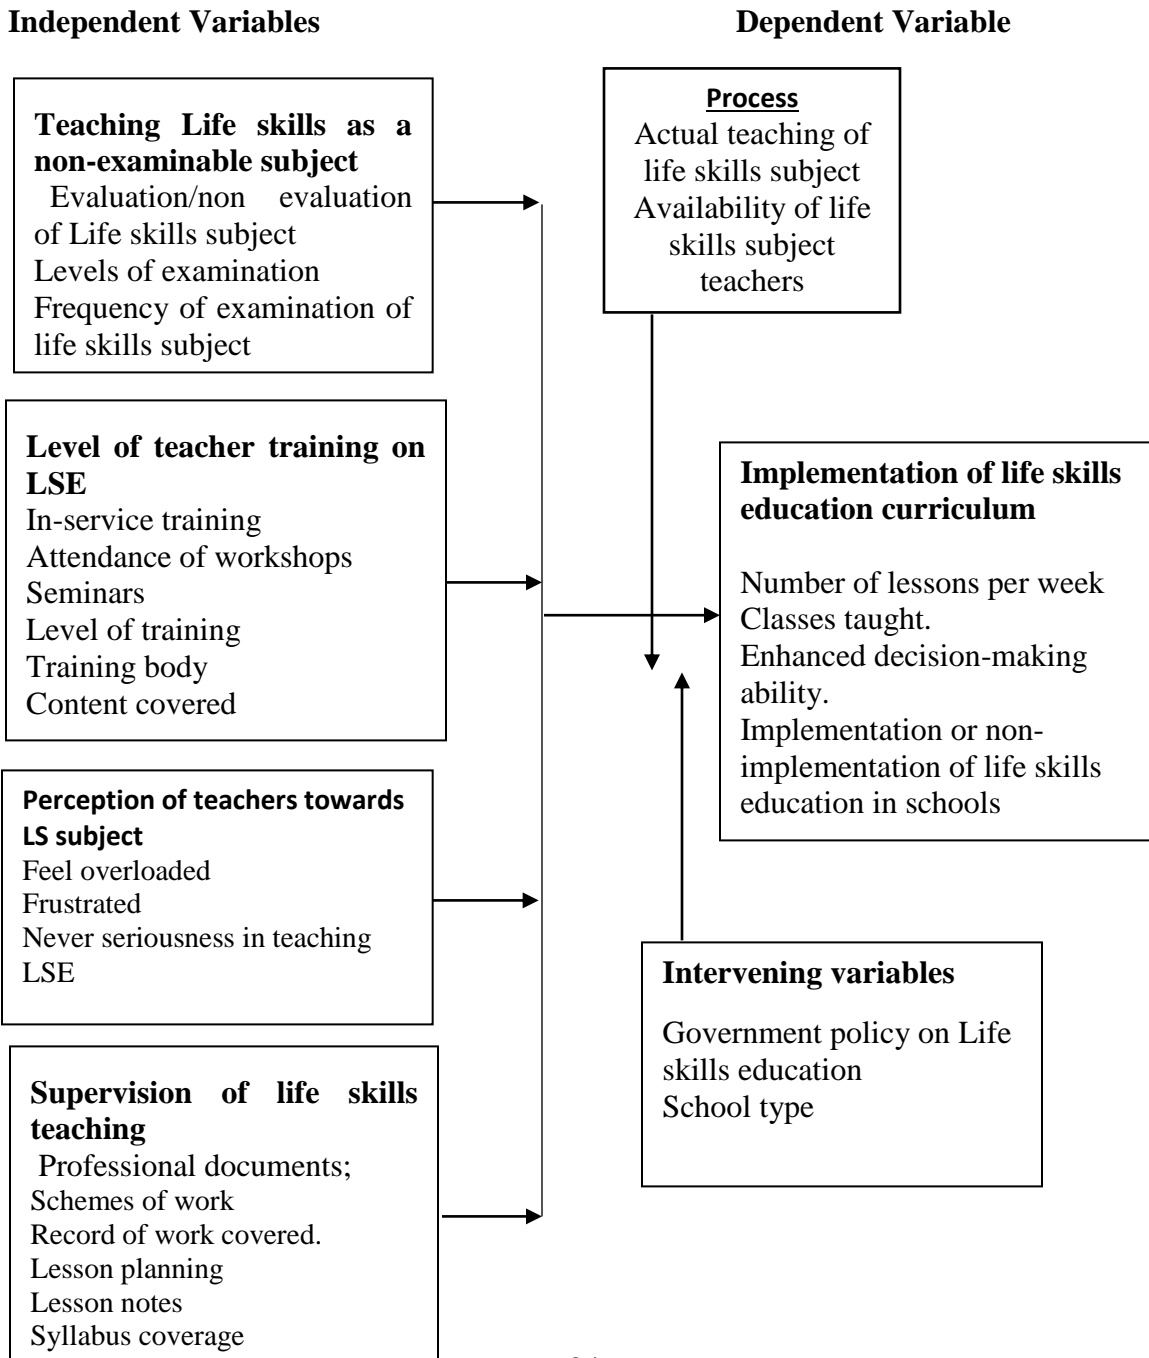 Independent Variables
Dependent Variable
Teaching Life skills as a
non-examinable subject
Evaluation/non evaluation
of Life skills subject
Levels of examination
Frequency of examination of
life skills subject
Process
Actual teaching of
life skills subject
Availability of life
skills subject
teachers
Level of teacher training on
LSE
In-service training
Attendance of workshops
Seminars
Level of training
Training body
Content covered
Implementation of life skills
education curriculum
Number of lessons per week
Classes taught.
Enhanced decision-making
ability.
Implementation or non-
implementation of life skills
education in schools
Perception of teachers towards
LS subject
Feel overloaded
Frustrated
Never seriousness in teaching
LSE
Intervening variables
Government policy on Life
skills education
School type
Supervision of life skills
teaching
Professional documents;
Schemes of work
Record of work covered.
Lesson planning
Lesson notes
Syllabus coverage